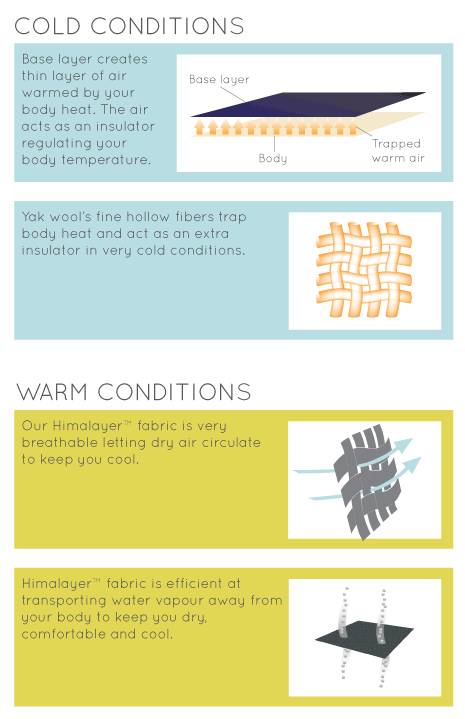 COLD CONDITIONS
Base layer creates
thin layer of air
warmed by your
body heat. The air
acts as an insulator
regulating your
body temperature.
Base layer
Trapped
warm air
Body
Yak wool's fine hollow fibers trap
body heat and act as an extra
insulator in very cold conditions.
WARM CONDITIONS
Our Himalayer™ fabric is very
breathable letting dry air circulate
to keep you cool.
Himalayer™ fabric is efficient at
transporting water vapour away from
your body to keep you dry,
comfortable and cool.